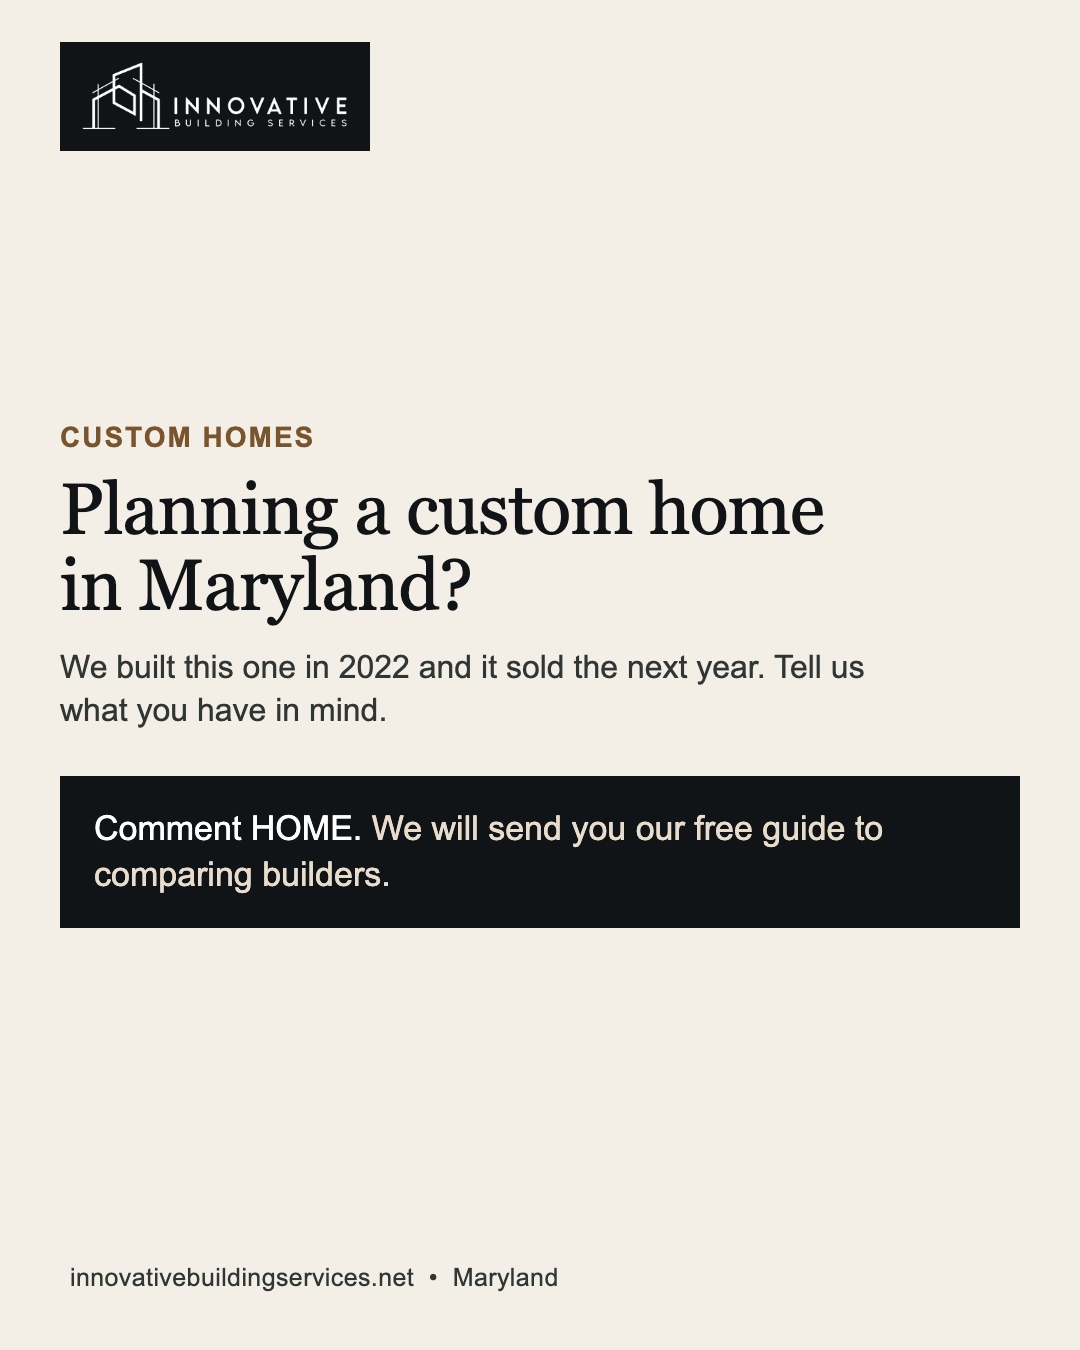 INNOVATIVE
BUILDING SERVICES
CUSTOM HOMES
Planning a custom home
in Maryland?
We built this one in 2022 and it sold the next year. Tell us
what you have in mind.
Comment HOME. We will send you our free guide to
comparing builders.
innovativebuildingservices.net • Maryland